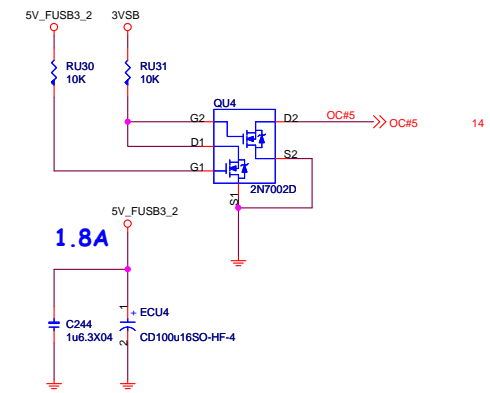 5V_FUSB3_2 3VSB
RU30
10K
RU31
10K
QU4
G2 D2 OC#5 OC#5 14
D1
S2
G1
2N7002D
S1
5V_FUSB3_2
1.8A
1
+ ECU4
C244
1u6.3X04
CD100u16SO-HF-4
2